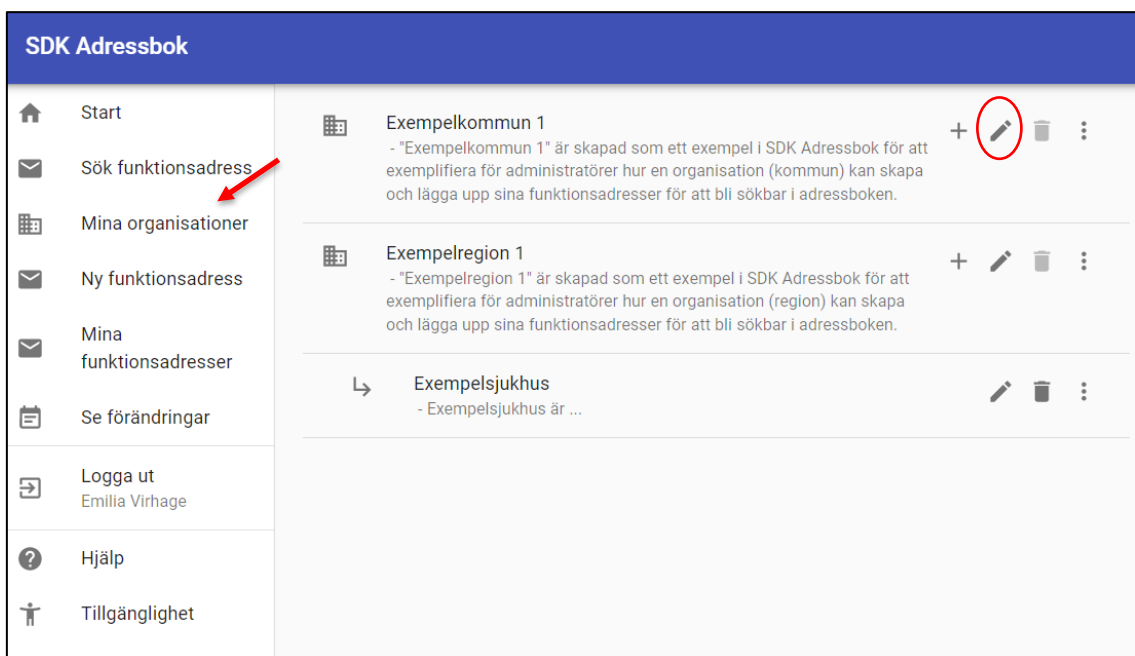 SDK Adressbok
Start
Sök funktionsadress
Mina organisationer
Ny funktionsadress
Mina
funktionsadresser
Se förändringar
Logga ut
Emilia Virhage
Hjälp
Tillgänglighet
Exempelkommun 1
- "Exempelkommun 1" är skapad som ett exempel i SDK Adressbok för att
exemplifiera för administratörer hur en organisation (kommun) kan skapa
och lägga upp sina funktionsadresser för att bli sökbar i adressboken.
Exempelregion 1
- "Exempelregion 1" är skapad som ett exempel i SDK Adressbok för att
exemplifiera för administratörer hur en organisation (region) kan skapa
och lägga upp sina funktionsadresser för att bli sökbar i adressboken.
Exempelsjukhus
- Exempelsjukhus är ...